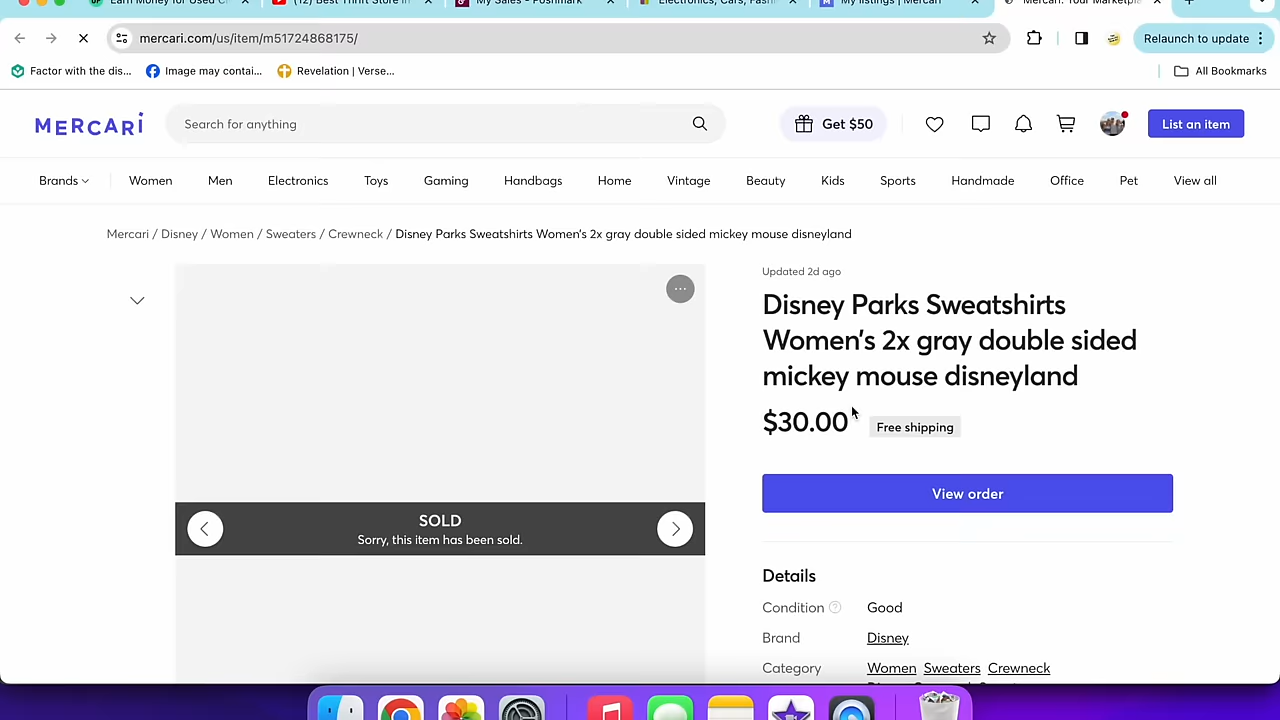 Earn Money for Used Cl
(12) Best Thrift Store in
My Sales - Poshmark
Electronics, Cars, Fashi
My listings | Mercari
Mercari: Your Marketpla
mercari.com/us/item/m51724868175/
Relaunch to update
Factor with the dis...
Image may contai...
Revelation | Verse...
All Bookmarks
MERCARI
Search for anything
Get $50
List an item
Brands
Women
Men
Electronics
Toys
Gaming
Handbags
Home
Vintage
Beauty
Kids
Sports
Handmade
Office
Pet
View all
Mercari / Disney / Women / Sweaters / Crewneck / Disney Parks Sweatshirts Women's 2x gray double sided mickey mouse disneyland
Updated 2d ago
Disney Parks Sweatshirts
Women's 2x gray double sided
mickey mouse disneyland
$30.00
Free shipping
View order
SOLD
Sorry, this item has been sold.
Details
Condition
Good
Brand
Disney
Category
Women Sweaters Crewneck